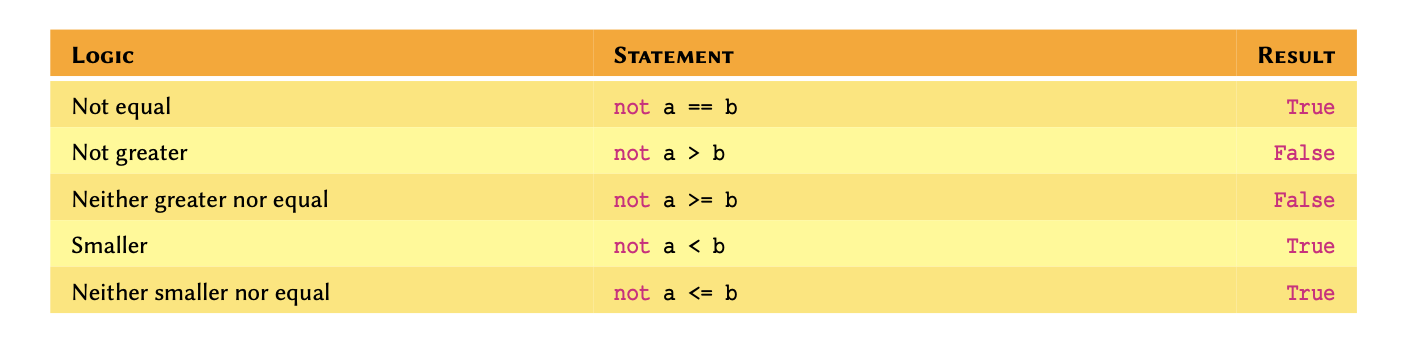 LOGIC STATEMENT RESULT
Not equal not a == b True
Not greater not a > b False
Neither greater nor equal not a >= b False
Smaller not a < b True
Neither smaller nor equal not a <= b True